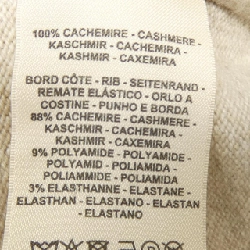 100% CACHEMIRE - CASHMERE -
KASCHMIR - CACHEMIRA -
KASHMIR - CAXEMIRA
BORD CÔTE - RIB - SEITENRAND -
REMATE ELÁSTICO - ORLO A
COSTINE - PUNHO E BORDA
88% CACHEMIRE - CASHMERE -
KASCHMIR - CACHEMIRA -
KASHMIR - CAXEMIRA
9% POLYAMIDE - POLYAMIDE -
POLYAMID - POLIAMIDA -
POLIAMMIDE - POLIAMIDA
3% ELASTHANNE - ELASTANE -
ELASTHAN - ELASTANO - ELASTAN
- ELASTANO